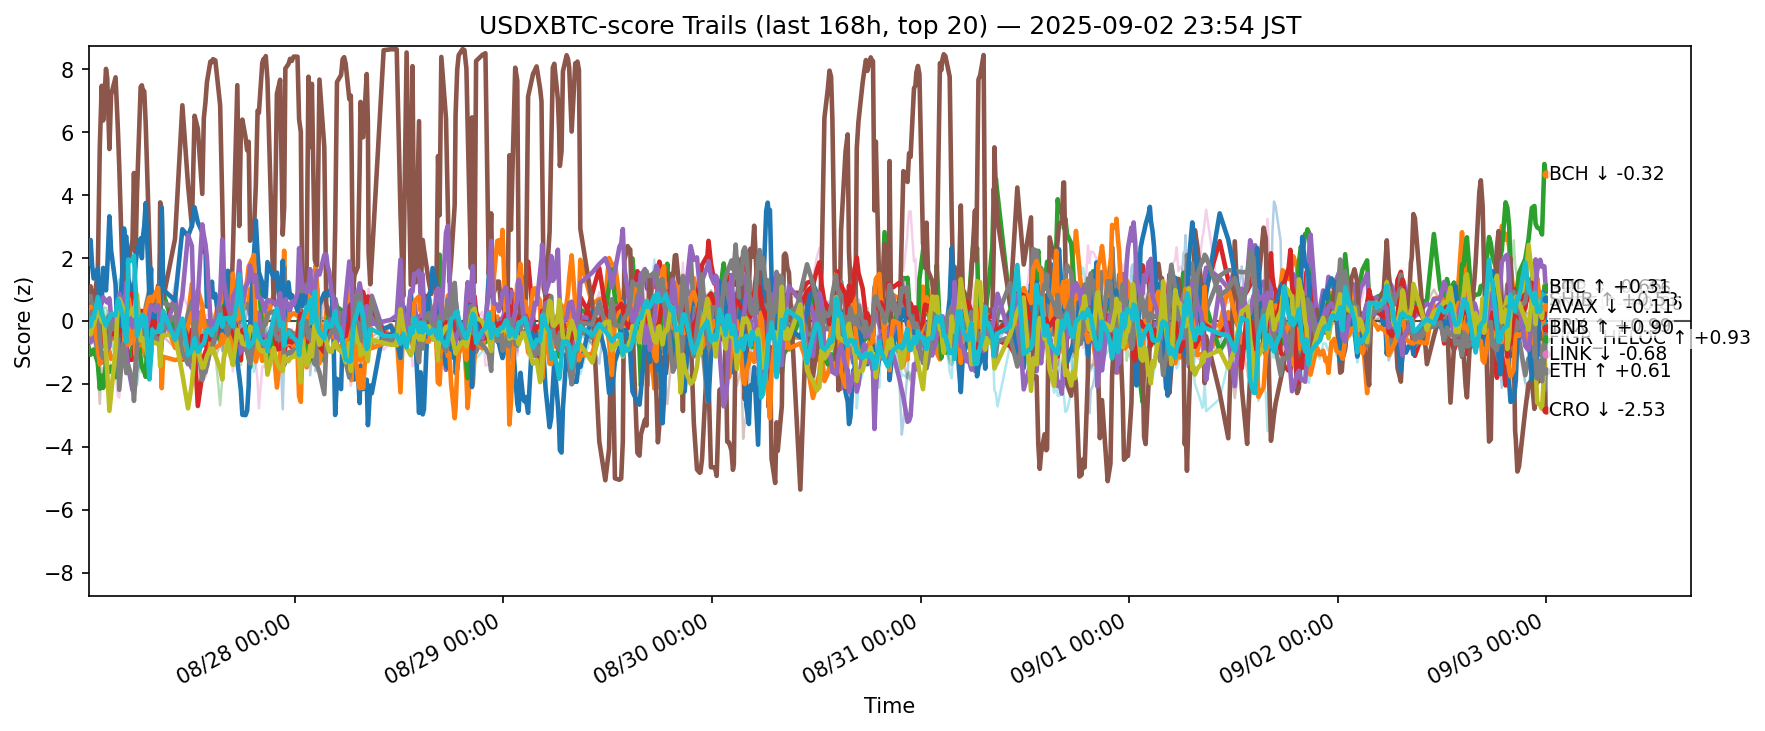 USDXBTC-score Trails (last 168h, top 20) — 2025-09-02 23:54 JST
Score (z)
8
6
4
2
0
−2
−4
−6
−8
BCH ↓ -0.32
BTC ↑ +0.31
AVAX ↓ -0.11
BNB ↑ +0.90
FIGR_HELOC ↑ +0.93
LINK ↓ -0.68
ETH ↑ +0.61
CRO ↓ -2.53
08/28 00:00
08/29 00:00
08/30 00:00
08/31 00:00
09/01 00:00
09/02 00:00
09/03 00:00
Time